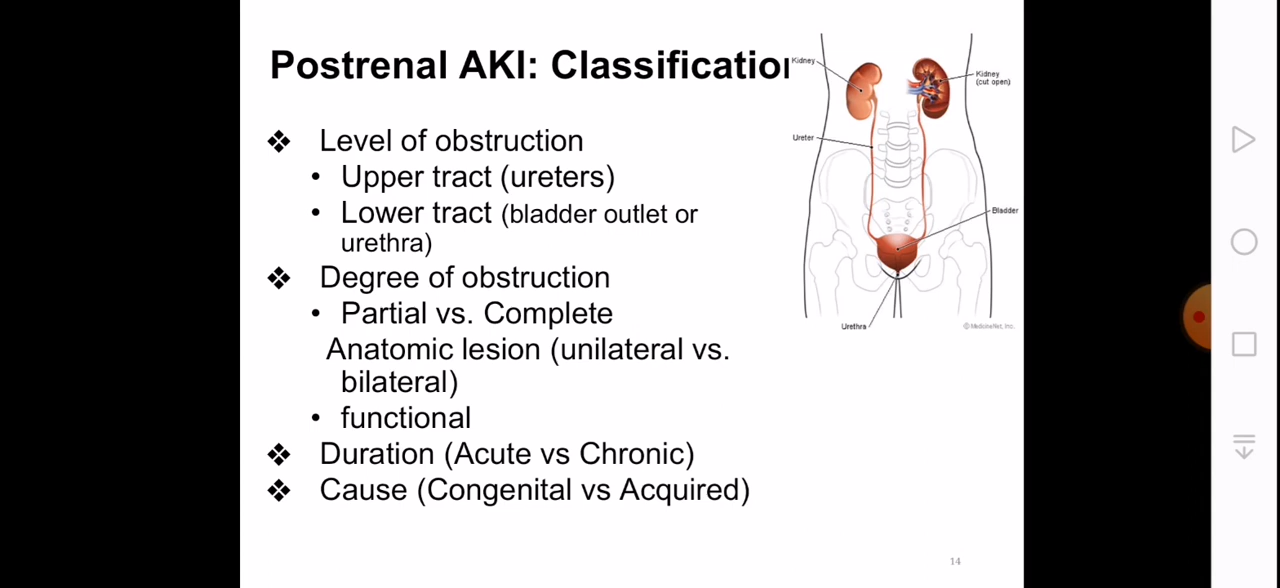 Postrenal AKI: Classification
❖ Level of obstruction
• Upper tract (ureters)
• Lower tract (bladder outlet or
urethra)
❖ Degree of obstruction
• Partial vs. Complete
Anatomic lesion (unilateral vs.
bilateral)
• functional
❖ Duration (Acute vs Chronic)
❖ Cause (Congenital vs Acquired)
Kidney
Kidney
(cut open)
Ureter
Bladder
Urethra
© MedicineNet, Inc.
14